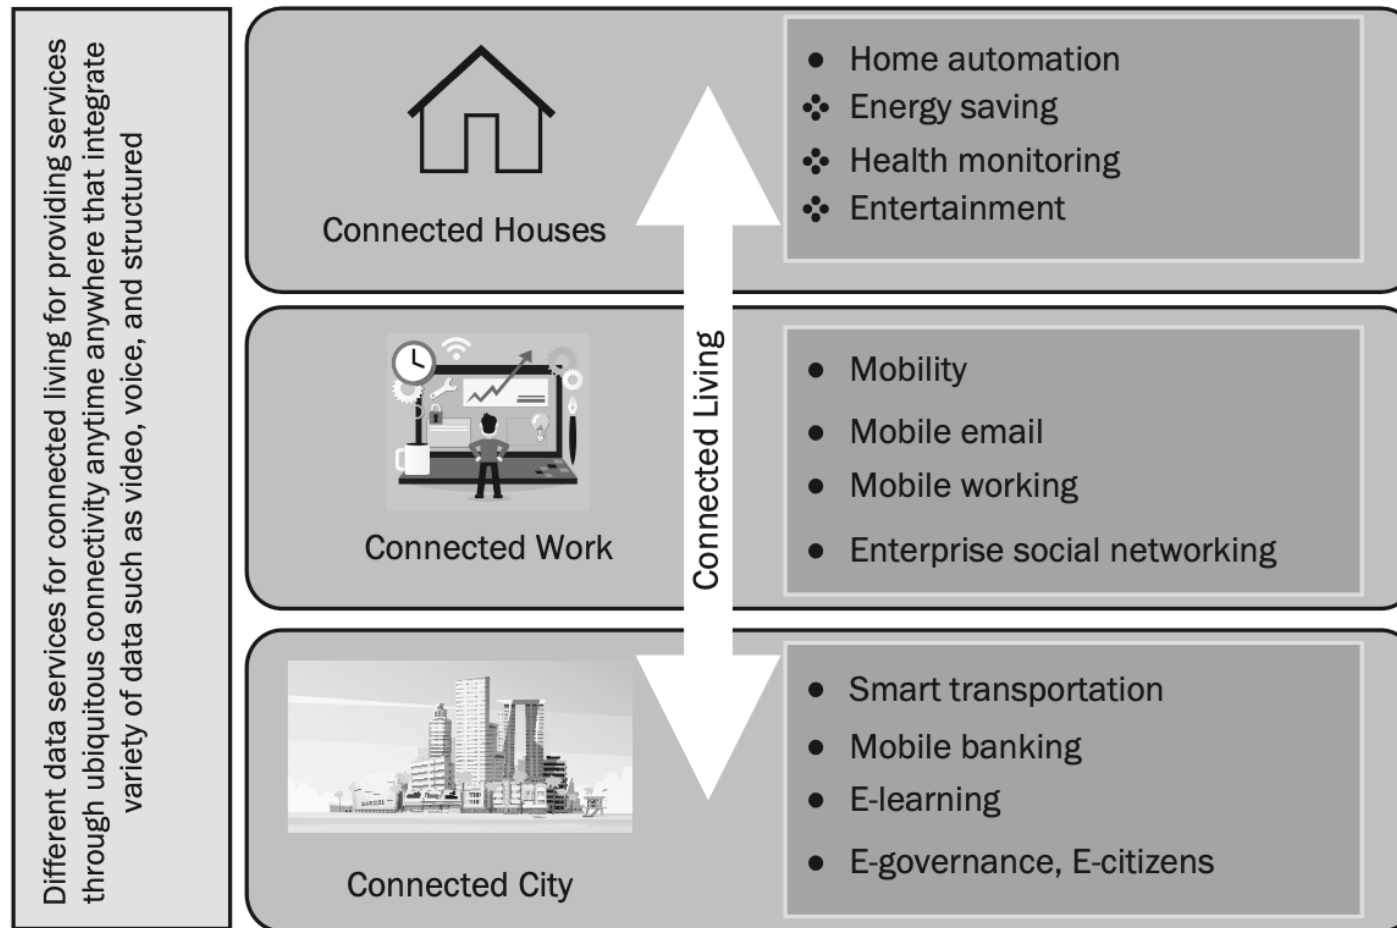 Different data services for connected living for providing services
through ubiquitous connectivity anytime anywhere that integrate
variety of data such as video, voice, and structured
Connected Houses
● Home automation
❖ Energy saving
❖ Health monitoring
❖ Entertainment
Connected Living
Connected Work
● Mobility
● Mobile email
● Mobile working
● Enterprise social networking
Connected City
● Smart transportation
● Mobile banking
● E-learning
● E-governance, E-citizens